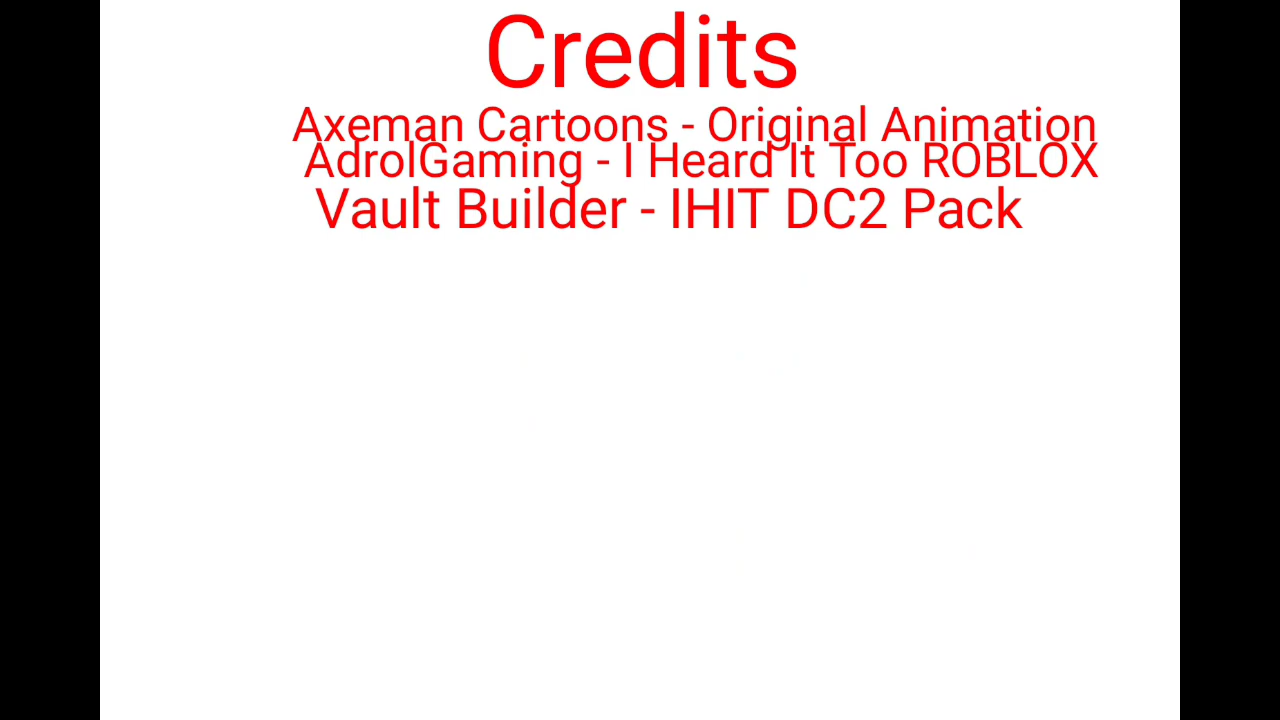 Credits
Axeman Cartoons - Original Animation
AdrolGaming - I Heard It Too ROBLOX
Vault Builder - IHIT DC2 Pack